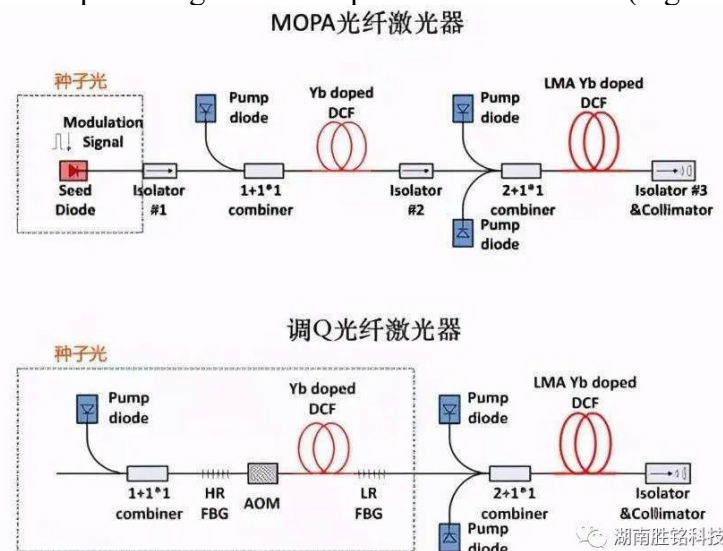 MOPA光纤激光器
种子光
Modulation
Signal
Seed
Diode
Isolator
#1
Pump
diode
1+1*1
combiner
Yb doped
DCF
Isolator
#2
Pump
diode
Pump
diode
2+1*1
combiner
LMA Yb doped
DCF
Isolator #3
&Collimator
调Q光纤激光器
种子光
Pump
diode
1+1*1
combiner
HR
FBG
AOM
Yb doped
DCF
LR
FBG
Pump
diode
Pump
diode
2+1*1
combiner
LMA Yb doped
DCF
Isolator
&Collimator
湖南胜铭科技